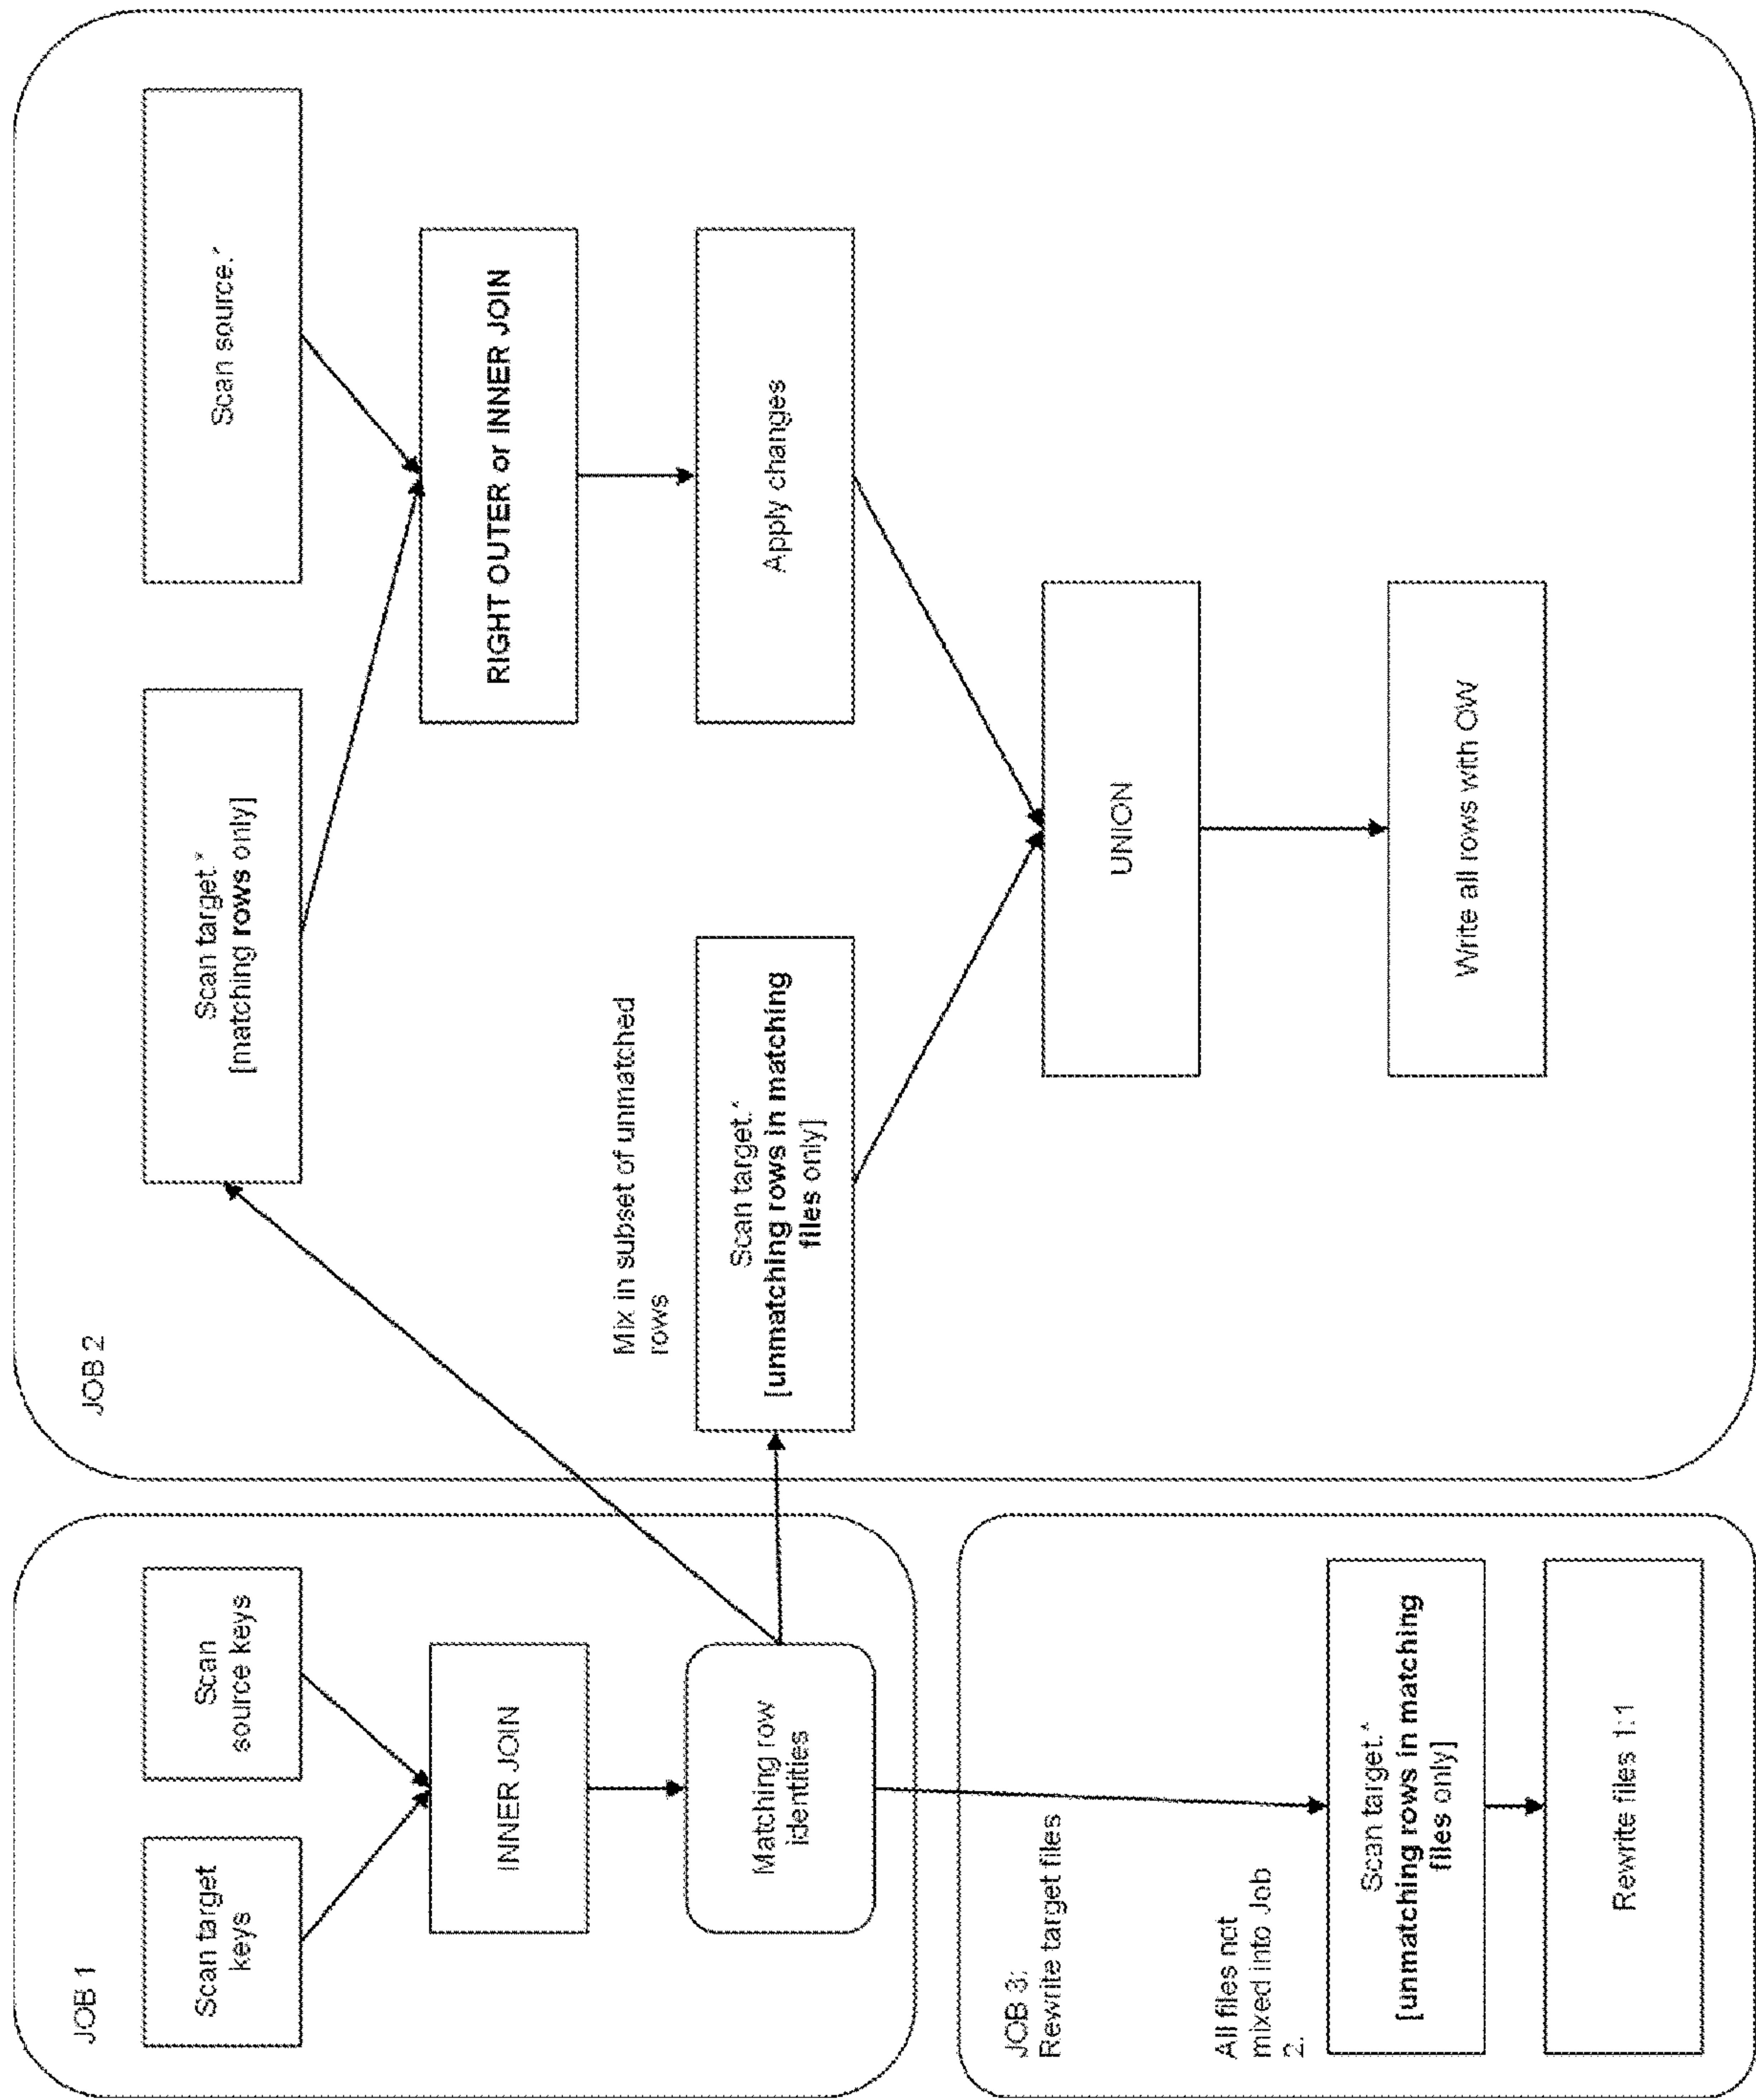 JOB 1
Scan target
keys
Scan
source keys
INNER JOIN
Matching row
identities
JOB 2
Scan target.*
[matching rows only]
Scan source.*
RIGHT OUTER or INNER JOIN
Apply changes
Mix in subset of unmatched
rows
Scan target.*
[unmatching rows in matching
files only]
UNION
Write all rows with OW
JOB 3:
Rewrite target files
All files not
mixed into Job
2.
Scan target.*
[unmatching rows in matching
files only]
Rewrite files 1:1